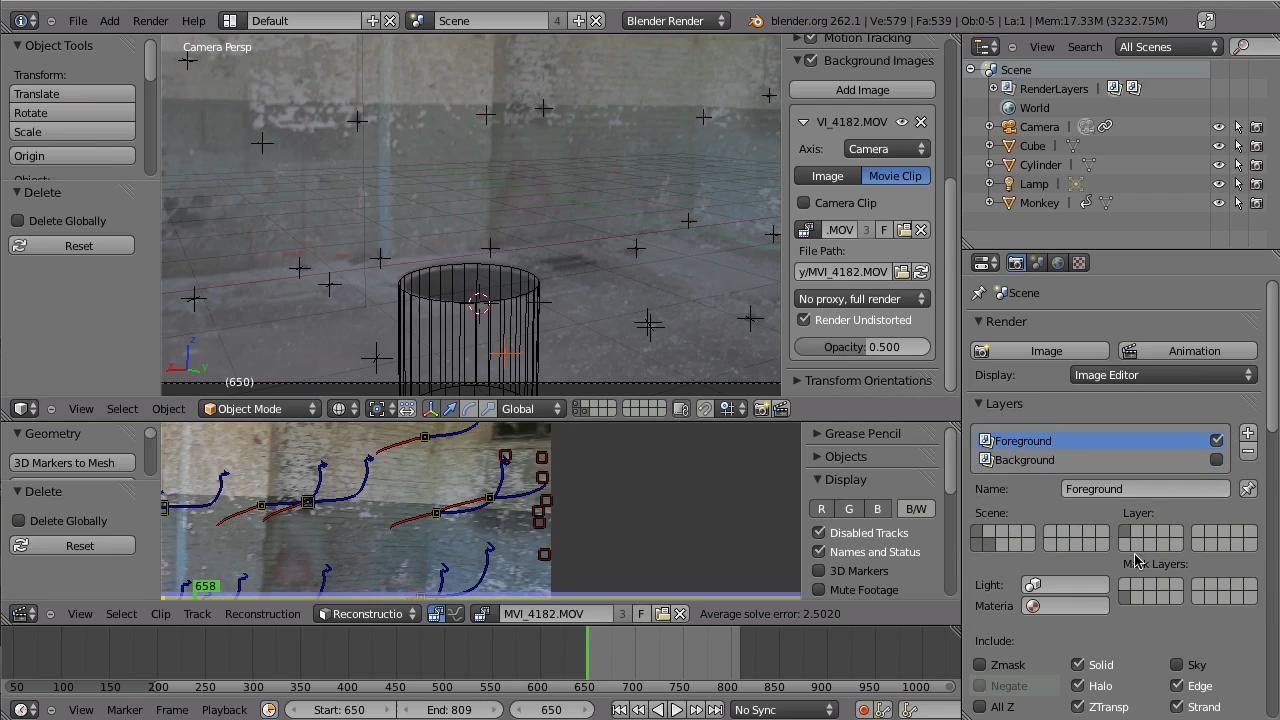 File Add Render Help Default Scene 4 Blender Render blender.org 262.1 | Ve:579 | Fa:539 | Ob:0-5 | La:1 | Mem:17.33M (3232.75M)
Object Tools
Transform:
Translate
Rotate
Scale
Origin
Delete
Delete Globally
Reset
Camera Persp
z
x
y
(650)
Motion Tracking
Background Images
Add Image
VI_4182.MOV
Axis: Camera
Image Movie Clip
Camera Clip
.MOV 3 F
File Path:
y/MVI_4182.MOV
No proxy, full render
Render Undistorted
Opacity: 0.500
Transform Orientations
View Select Object Object Mode Global
Geometry
3D Markers to Mesh
Delete
Delete Globally
Reset
658
Grease Pencil
Objects
Display
R G B B/W
Disabled Tracks
Names and Status
3D Markers
Mute Footage
View Select Clip Track Reconstruction Reconstructio MVI_4182.MOV 3 F Average solve error: 2.5020
50 100 150 200 250 300 350 400 450 500 550 600 650 700 750 800 850 900 950 1000
View Marker Frame Playback Start: 650 End: 809 650 No Sync
View Search All Scenes
Scene
RenderLayers |
World
Camera |
Cube |
Cylinder |
Lamp |
Monkey |
Scene
Render
Image Animation
Display: Image Editor
Layers
Foreground
Background
Name: Foreground
Scene: Layer:
Mask Layers:
Light:
Materia
Include:
Zmask Solid Sky
Negate Halo Edge
All Z ZTransp Strand